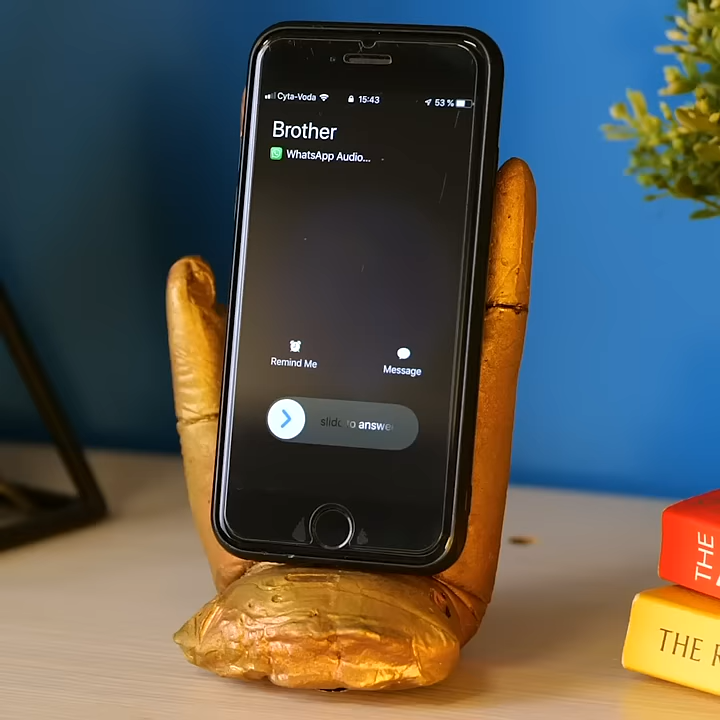 Cyta-Voda 15:43 53 %
Brother
WhatsApp Audio...
Remind Me
Message
slide to answer
THE
THE